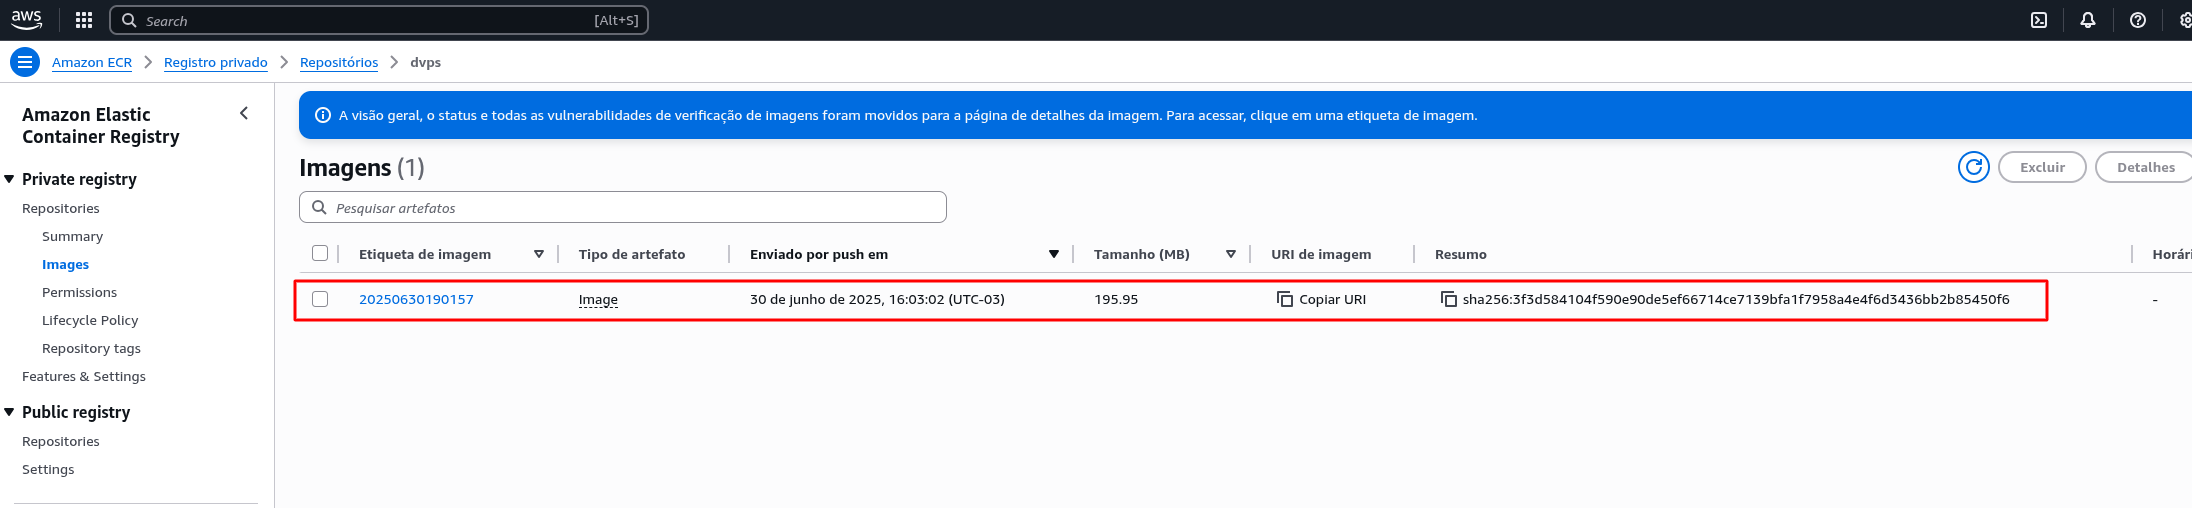 aws Search [Alt+S]
Amazon ECR Registro privado Repositórios dvps
Amazon Elastic
Container Registry
Private registry
Repositories
Summary
Images
Permissions
Lifecycle Policy
Repository tags
Features & Settings
Public registry
Repositories
Settings
A visão geral, o status e todas as vulnerabilidades de verificação de imagens foram movidos para a página de detalhes da imagem. Para acessar, clique em uma etiqueta de imagem.
Imagens (1)
Excluir Detalhes
Pesquisar artefatos
Etiqueta de imagem Tipo de artefato Enviado por push em Tamanho (MB) URI de imagem Resumo Horári
20250630190157 Image 30 de junho de 2025, 16:03:02 (UTC-03) 195.95 Copiar URI sha256:3f3d584104f590e90de5ef66714ce7139bfa1f7958a4e4f6d3436bb2b85450f6 -